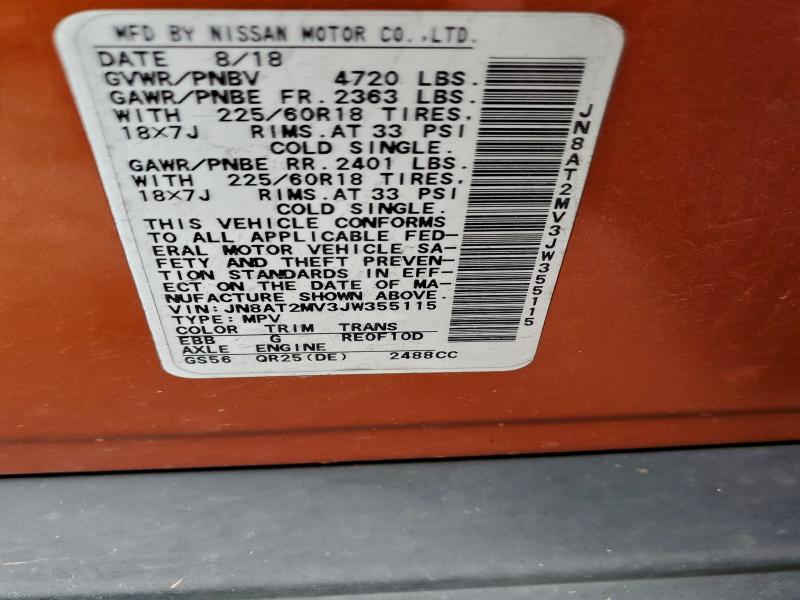 MFD BY NISSAN MOTOR CO.,LTD.
DATE 8/18
GVWR/PNBV 4720 LBS.
GAWR/PNBE FR. 2363 LBS.
WITH 225/60R18 TIRES.
18X7J RIMS.AT 33 PSI
COLD SINGLE.
GAWR/PNBE RR. 2401 LBS.
WITH 225/60R18 TIRES.
18X7J RIMS.AT 33 PSI
COLD SINGLE.
THIS VEHICLE CONFORMS
TO ALL APPLICABLE FED-
ERAL MOTOR VEHICLE SA-
FETY AND THEFT PREVEN-
TION STANDARDS IN EFF-
ECT ON THE DATE OF MA-
NUFACTURE SHOWN ABOVE.
VIN: JN8AT2MV3JW355115
TYPE: MPV
COLOR TRIM TRANS
EBB G RE0F10D
AXLE ENGINE
GS56 QR25(DE) 2488CC
JN8AT2MV3JW355115